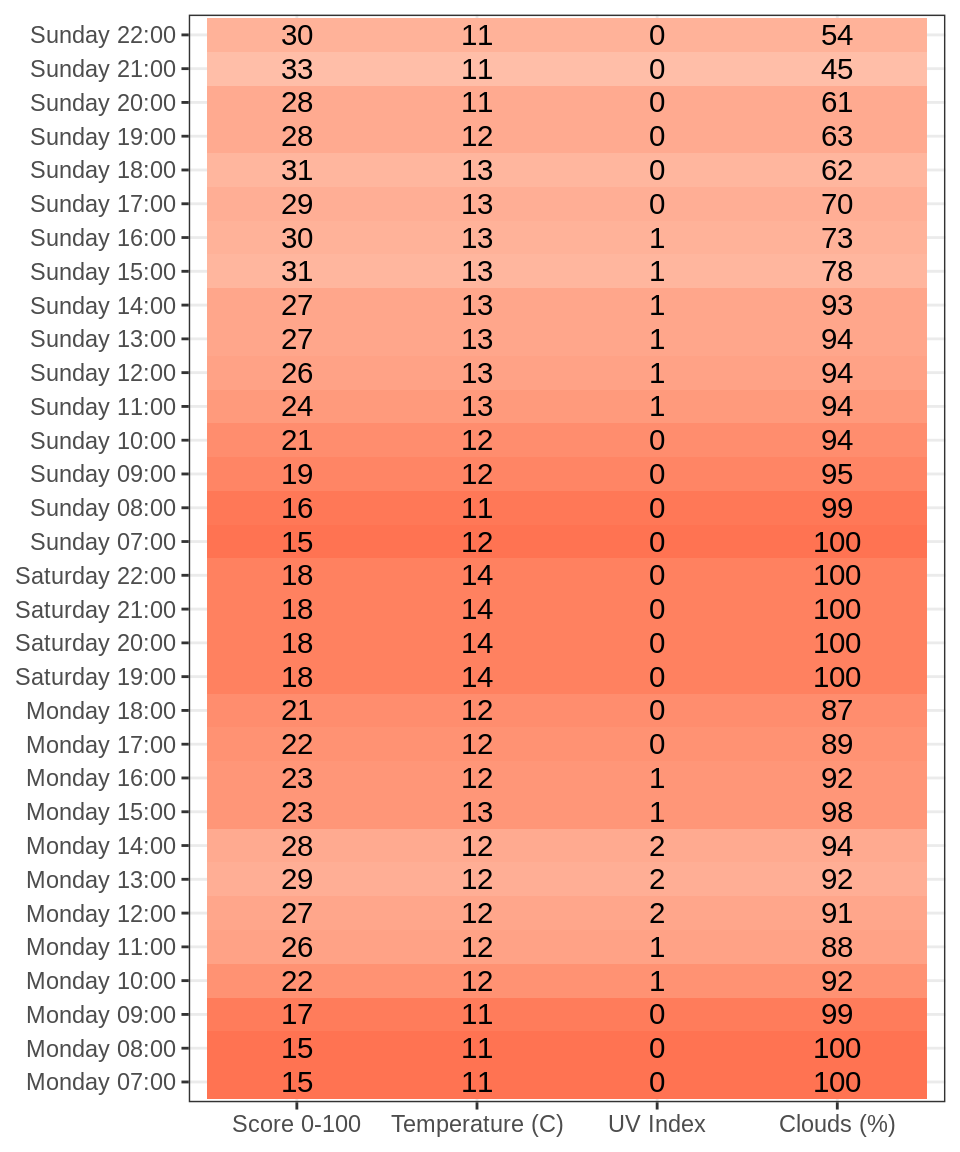 Sunday 22:00 30 11 0 54
Sunday 21:00 33 11 0 45
Sunday 20:00 28 11 0 61
Sunday 19:00 28 12 0 63
Sunday 18:00 31 13 0 62
Sunday 17:00 29 13 0 70
Sunday 16:00 30 13 1 73
Sunday 15:00 31 13 1 78
Sunday 14:00 27 13 1 93
Sunday 13:00 27 13 1 94
Sunday 12:00 26 13 1 94
Sunday 11:00 24 13 1 94
Sunday 10:00 21 12 0 94
Sunday 09:00 19 12 0 95
Sunday 08:00 16 11 0 99
Sunday 07:00 15 12 0 100
Saturday 22:00 18 14 0 100
Saturday 21:00 18 14 0 100
Saturday 20:00 18 14 0 100
Saturday 19:00 18 14 0 100
Monday 18:00 21 12 0 87
Monday 17:00 22 12 0 89
Monday 16:00 23 12 1 92
Monday 15:00 23 13 1 98
Monday 14:00 28 12 2 94
Monday 13:00 29 12 2 92
Monday 12:00 27 12 2 91
Monday 11:00 26 12 1 88
Monday 10:00 22 12 1 92
Monday 09:00 17 11 0 99
Monday 08:00 15 11 0 100
Monday 07:00 15 11 0 100
Score 0-100 Temperature (C) UV Index Clouds (%)